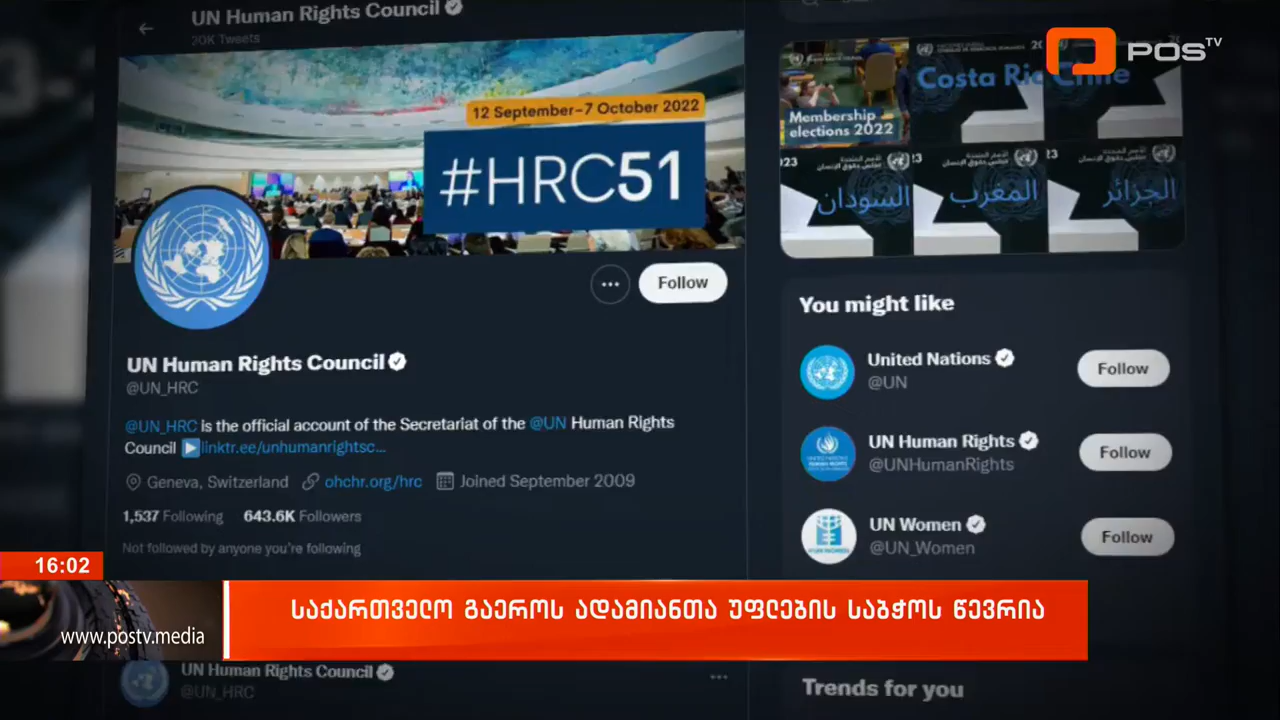 UN Human Rights Council
20K Tweets
12 September–7 October 2022
#HRC51
POS TV
Membership
elections 2022
Costa Ric
Chile
السودان
المغرب
الجزائر
Follow
UN Human Rights Council
@UN_HRC
@UN_HRC is the official account of the Secretariat of the @UN Human Rights
Council linktr.ee/unhumanrightsc...
Geneva, Switzerland ohchr.org/hrc Joined September 2009
1,537 Following 643.6K Followers
Not followed by anyone you're following
You might like
United Nations
@UN
Follow
UN Human Rights
@UNHumanRights
Follow
UN Women
@UN_Women
Follow
16:02
www.postv.media
საქართველო გაეროს ადამიანთა უფლების საბჭოს წევრია
UN Human Rights Council
@UN_HRC
Trends for you